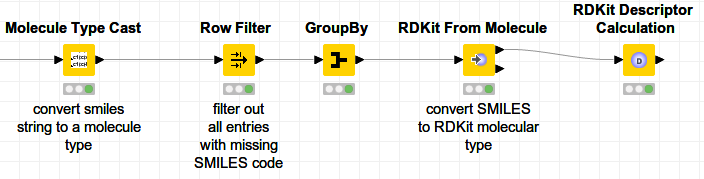 Molecule Type Cast
Row Filter
GroupBy
RDKit From Molecule
RDKit Descriptor
Calculation
D
convert smiles
string to a molecule
type
filter out
all entries
with missing
SMILES code
convert SMILES
to RDKit molecular
type